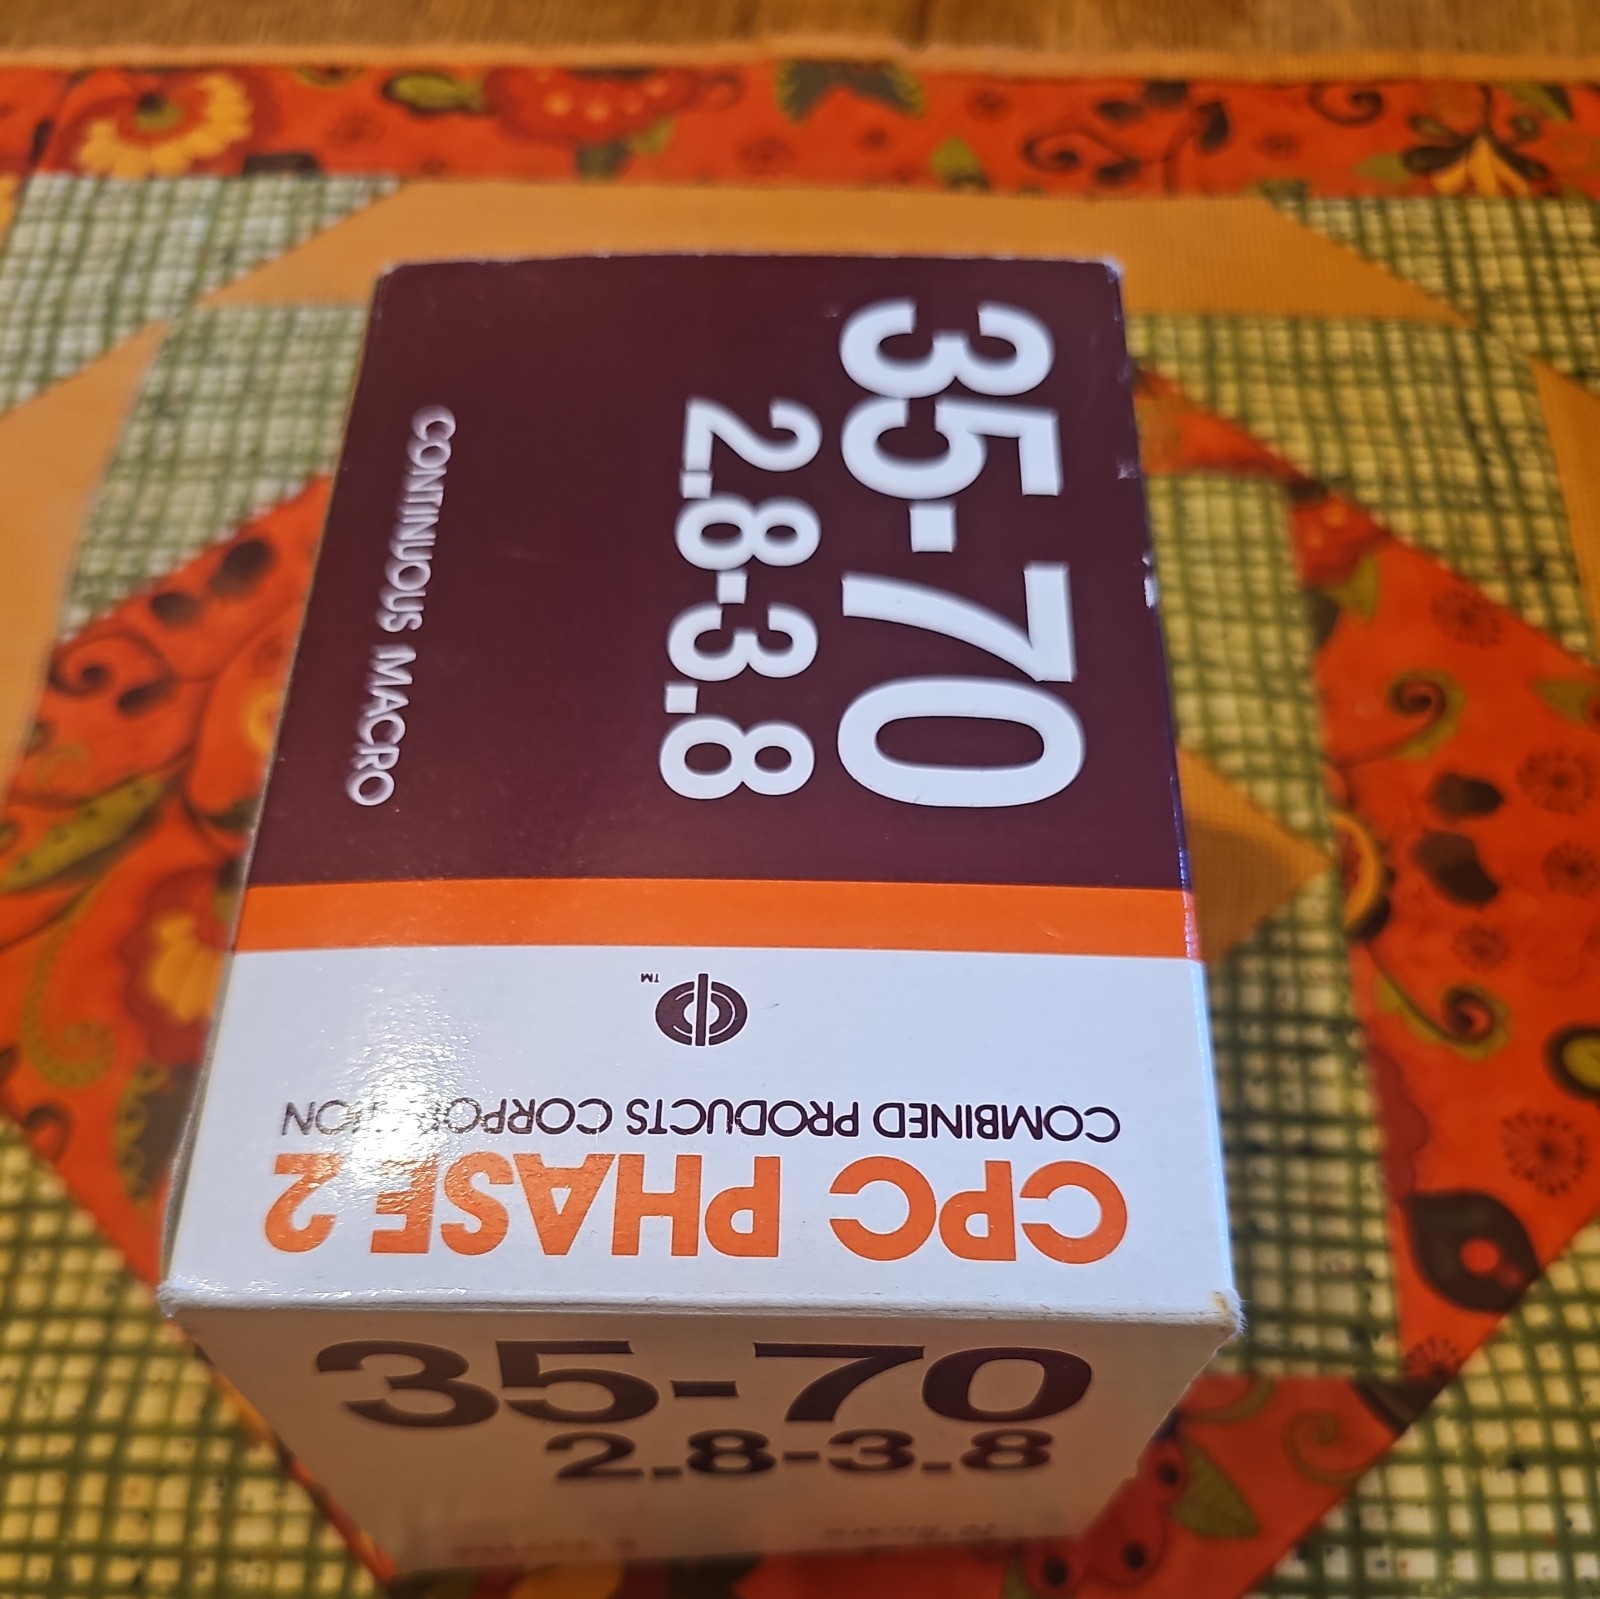 35-70
2.8-3.8
CONTINUOUS MACRO
TM
COMBINED PRODUCTS CORPORATION
CPC PHASE 2
35-70
2.8-3.8